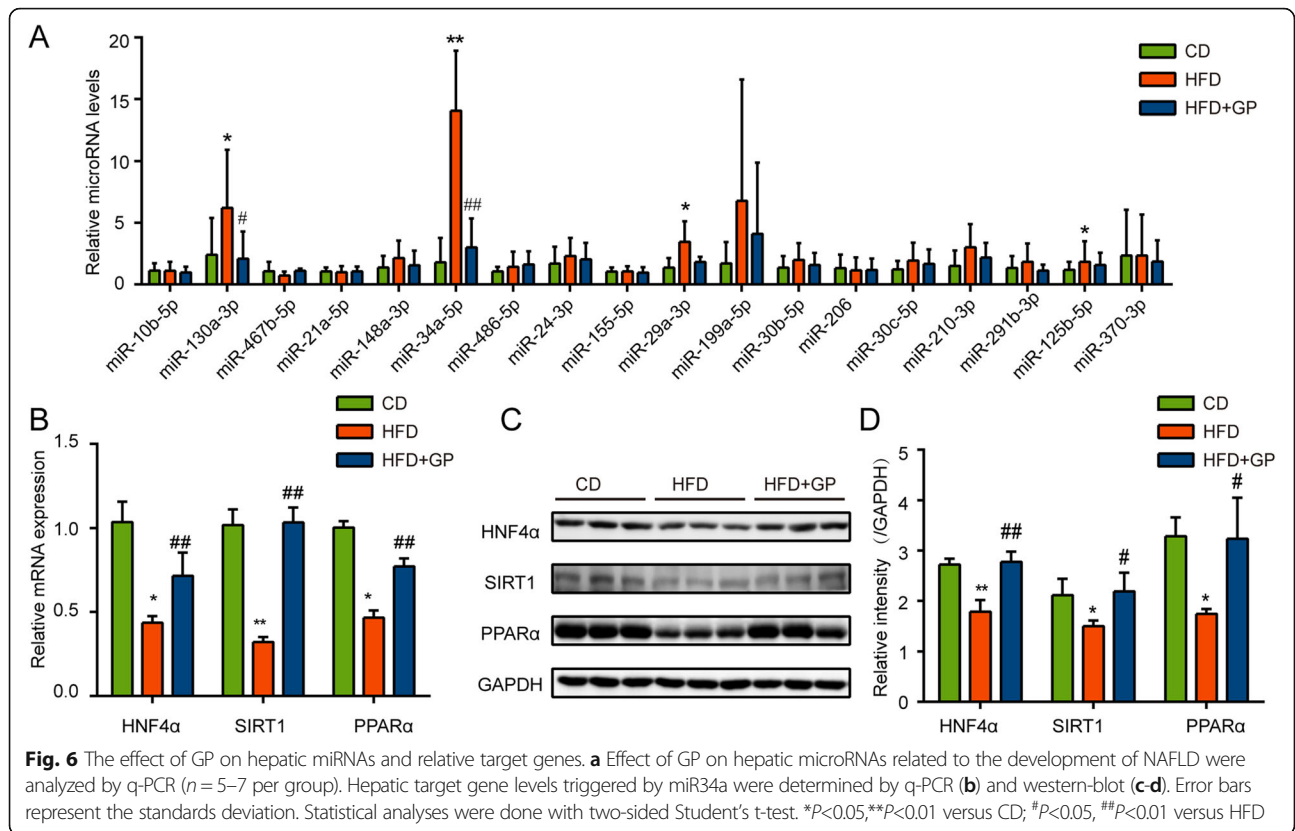 A
Relative microRNA levels
20
15
10
5
0
**
*
#
##
*
*
CD
HFD
HFD+GP
miR-10b-5p
miR-130a-3p
miR-467b-5p
miR-21a-5p
miR-148a-3p
miR-34a-5p
miR-486-5p
miR-24-3p
miR-155-5p
miR-29a-3p
miR-199a-5p
miR-30b-5p
miR-206
miR-30c-5p
miR-210-3p
miR-291b-3p
miR-125b-5p
miR-370-3p
B
CD
HFD
HFD+GP
Relative mRNA expression
1.5
1.0
0.5
0.0
*
##
**
##
*
##
HNF4α
SIRT1
PPARα
C
CD HFD HFD+GP
HNF4α
SIRT1
PPARα
GAPDH
D
CD
HFD
HFD+GP
Relative intensity (/GAPDH)
5
4
3
2
1
0
**
##
*
#
*
#
HNF4α
SIRT1
PPARα
Fig. 6 The effect of GP on hepatic miRNAs and relative target genes. a Effect of GP on hepatic microRNAs related to the development of NAFLD were
analyzed by q-PCR (n = 5–7 per group). Hepatic target gene levels triggered by miR34a were determined by q-PCR (b) and western-blot (c-d). Error bars
represent the standards deviation. Statistical analyses were done with two-sided Student's t-test. *P<0.05,**P<0.01 versus CD; #P<0.05, ##P<0.01 versus HFD